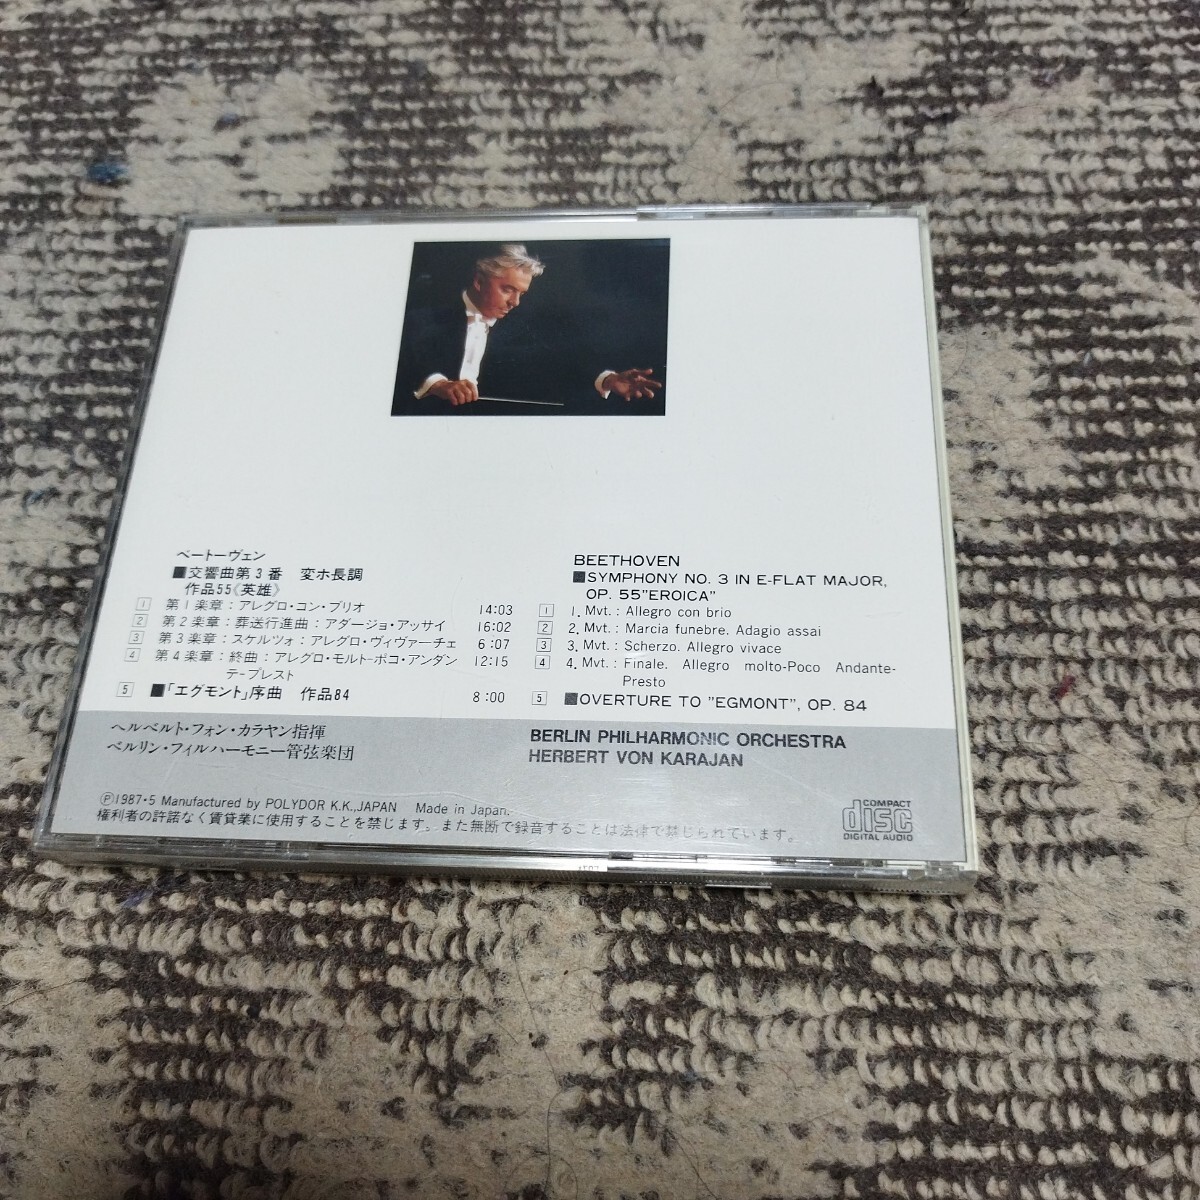 ベートーヴェン
■交響曲第3番 変ホ長調
作品55《英雄》
1 第1楽章：アレグロ・コン・ブリオ 14:03
2 第2楽章：葬送行進曲：アダージョ・アッサイ 16:02
3 第3楽章：スケルツォ：アレグロ・ヴィヴァーチェ 6:07
4 第4楽章：終曲：アレグロ・モルト-ポコ・アンダン 12:15
テ-プレスト
5 ■「エグモント」序曲 作品84 8:00
BEETHOVEN
■SYMPHONY NO. 3 IN E-FLAT MAJOR,
OP. 55"EROICA"
1 1. Mvt.: Allegro con brio
2 2. Mvt.: Marcia funebre. Adagio assai
3 3. Mvt.: Scherzo. Allegro vivace
4 4. Mvt.: Finale. Allegro molto-Poco Andante-
Presto
5 ■OVERTURE TO "EGMONT", OP. 84
ヘルベルト・フォン・カラヤン指揮
ベルリン・フィルハーモニー管弦楽団
BERLIN PHILHARMONIC ORCHESTRA
HERBERT VON KARAJAN
Ⓟ1987・5 Manufactured by POLYDOR K.K.,JAPAN Made in Japan.
権利者の許諾なく賃貸業に使用することを禁じます。また無断で録音することは法律で禁じられています。
COMPACT
disc
DIGITAL AUDIO